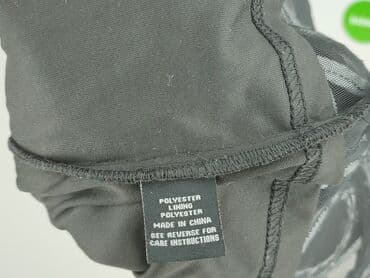 POLYESTER
LINING
POLYESTER
MADE IN CHINA
SEE REVERSE FOR
CARE INSTRUCTIONS